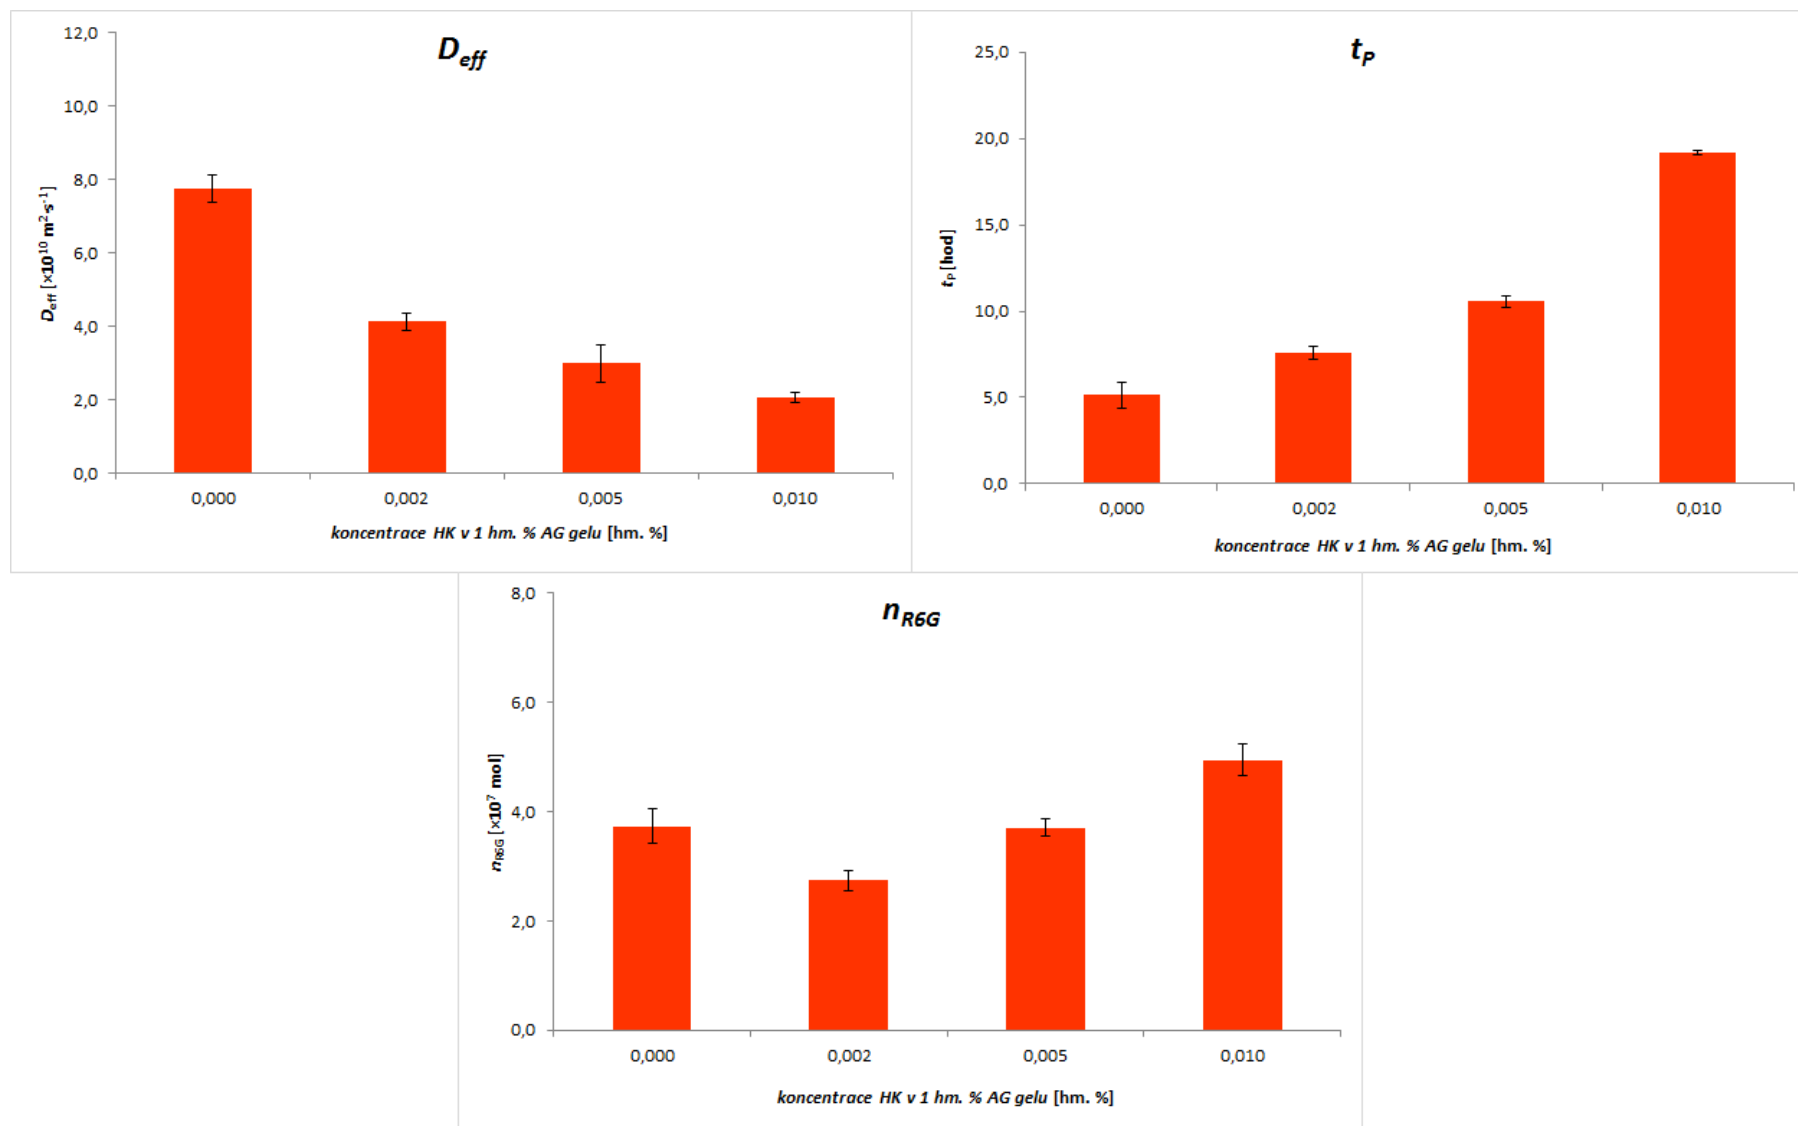 D_eff
12,0
10,0
8,0
6,0
4,0
2,0
0,0
D_eff [×10^10 m^2·s^-1]
0,000 0,002 0,005 0,010
koncentrace HK v 1 hm. % AG gelu [hm. %]
t_P
25,0
20,0
15,0
10,0
5,0
0,0
t_P [hod]
0,000 0,002 0,005 0,010
koncentrace HK v 1 hm. % AG gelu [hm. %]
n_R6G
8,0
6,0
4,0
2,0
0,0
n_R6G [×10^7 mol]
0,000 0,002 0,005 0,010
koncentrace HK v 1 hm. % AG gelu [hm. %]